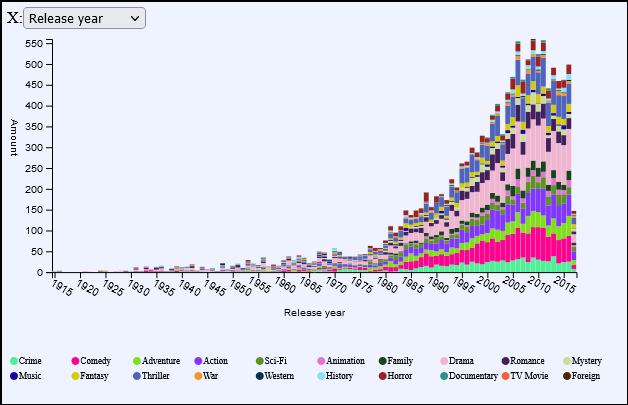 X: Release year
550
500
450
400
350
300
250
200
150
100
50
0
Amount
1915 1920 1925 1930 1935 1940 1945 1950 1955 1960 1965 1970 1975 1980 1985 1990 1995 2000 2005 2010 2015
Release year
Crime Comedy Adventure Action Sci-Fi Animation Family Drama Romance Mystery
Music Fantasy Thriller War Western History Horror Documentary TV Movie Foreign